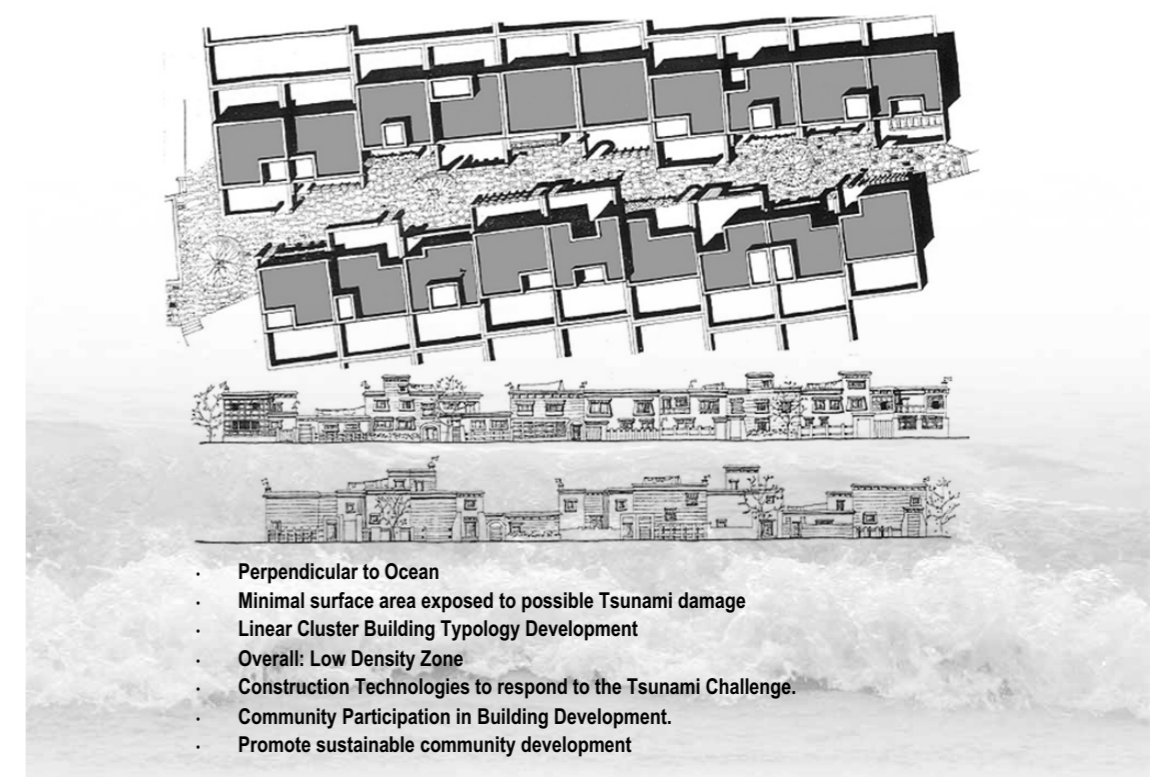 · Perpendicular to Ocean
· Minimal surface area exposed to possible Tsunami damage
· Linear Cluster Building Typology Development
· Overall: Low Density Zone
· Construction Technologies to respond to the Tsunami Challenge.
· Community Participation in Building Development.
· Promote sustainable community development